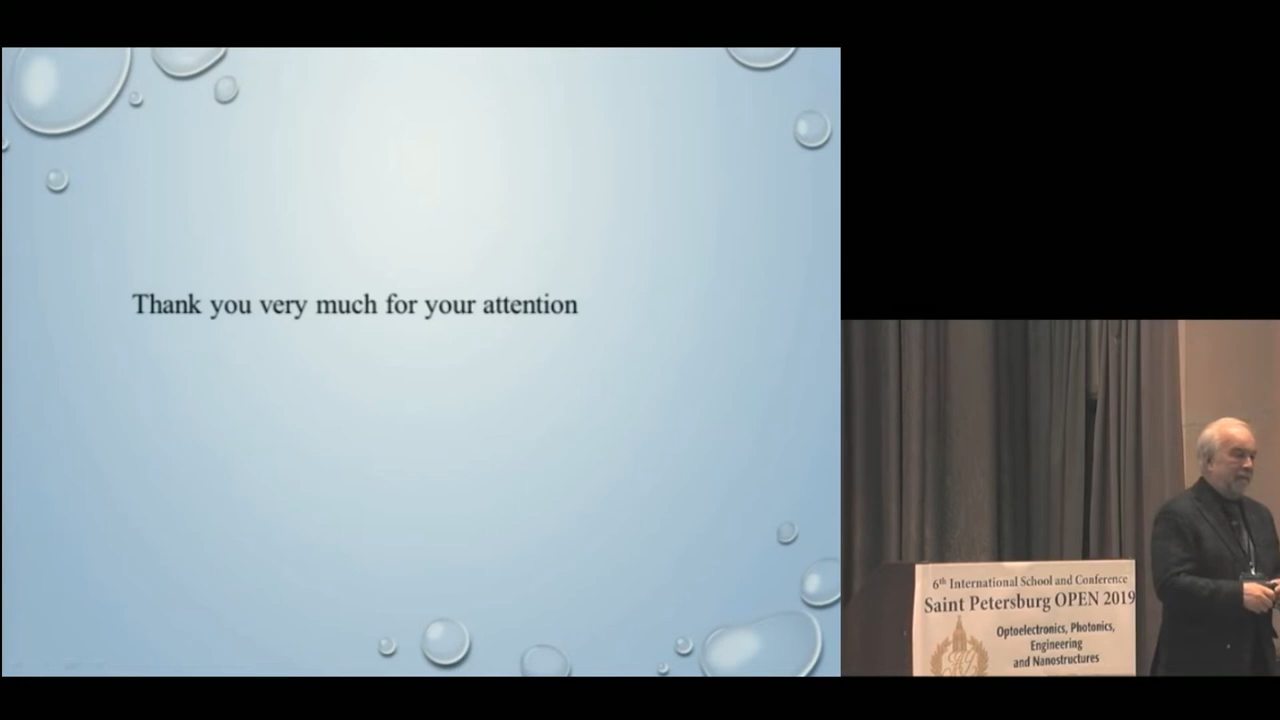 Thank you very much for your attention
6th International School and Conference
Saint Petersburg OPEN 2019
Optoelectronics, Photonics,
Engineering
and Nanostructures